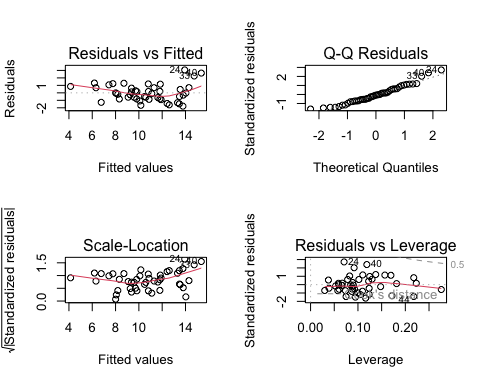 Residuals vs Fitted
Residuals
24
1
-2
4 6 8 10 14
Fitted values
Q-Q Residuals
Standardized residuals
24
2
-1
-2 -1 0 1 2
Theoretical Quantiles
Scale-Location
√|Standardized residuals|
1.5
0.0
4 6 8 10 14
Fitted values
Residuals vs Leverage
Standardized residuals
24
40
0.5
1
-2
distance
44
0.00 0.10 0.20
Leverage